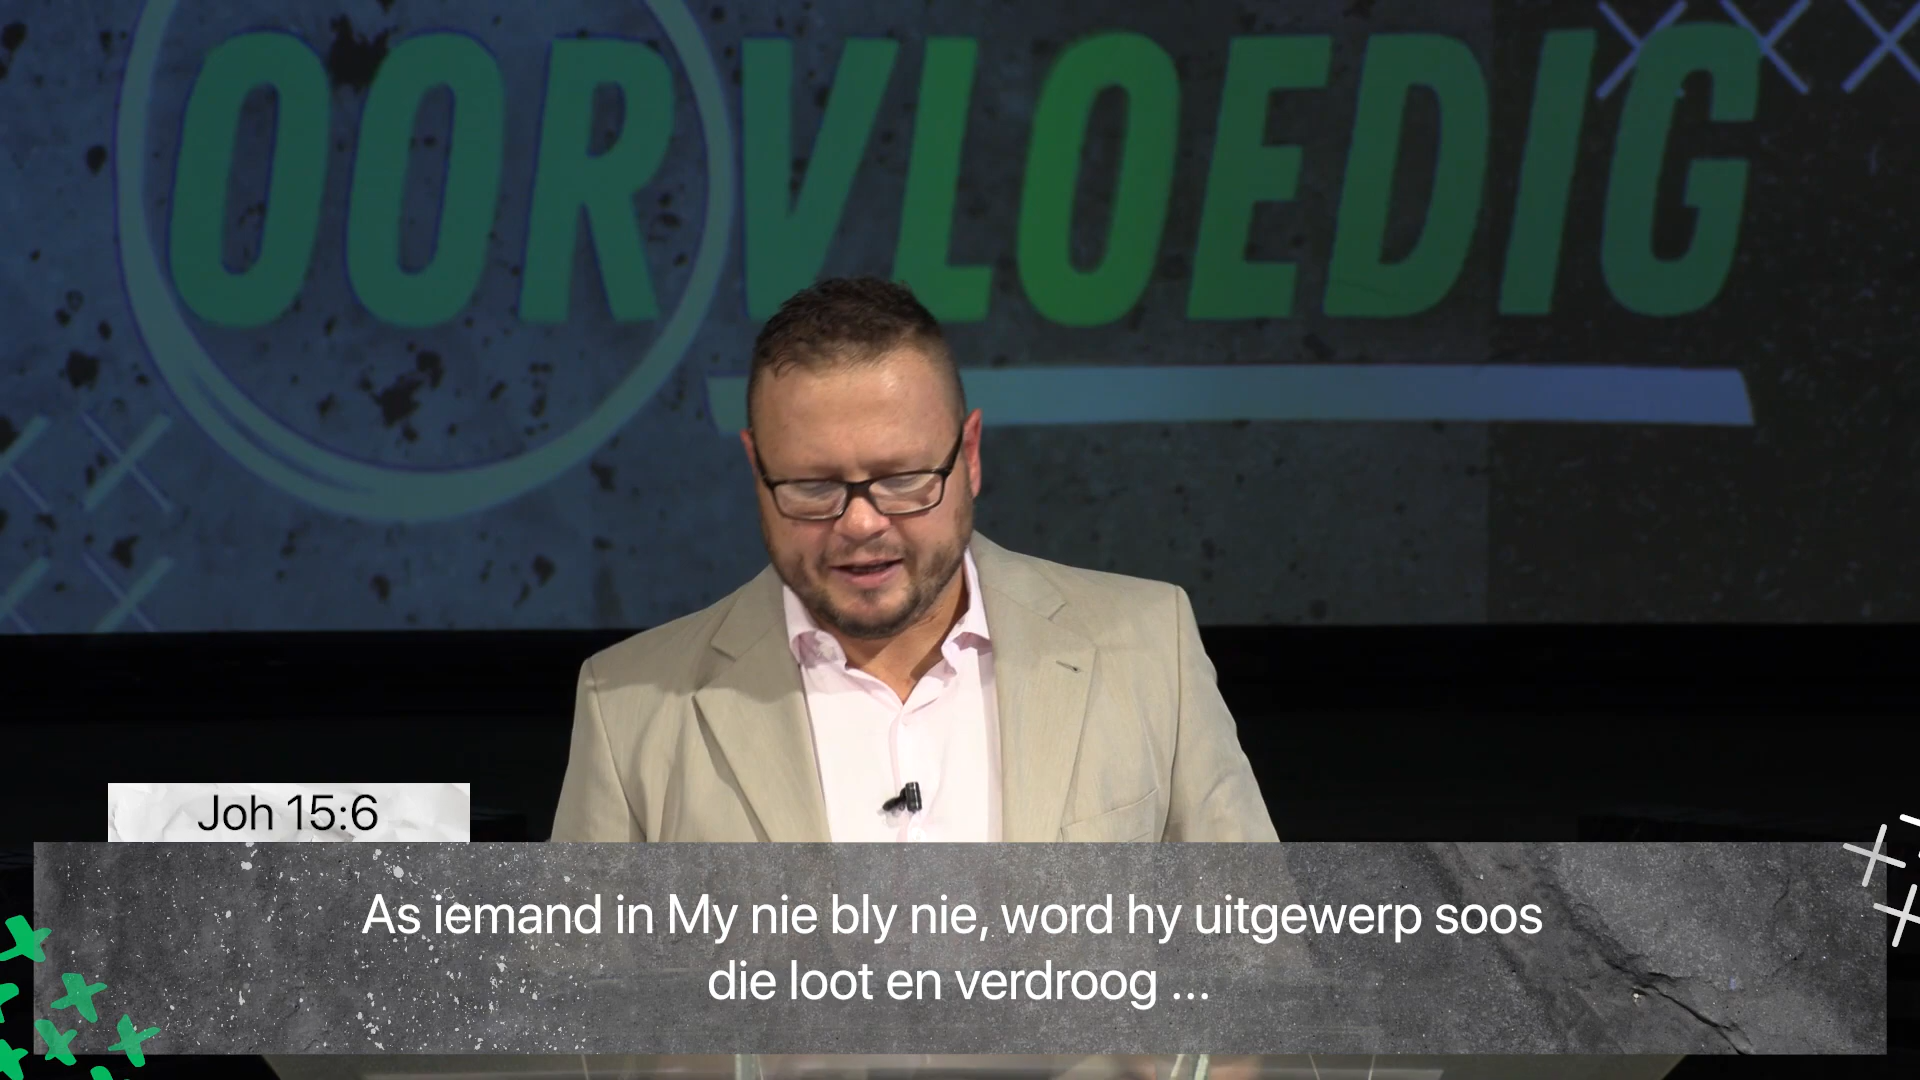 OORVLOEDIG
Joh 15:6
As iemand in My nie bly nie, word hy uitgewerp soos
die loot en verdroog ...